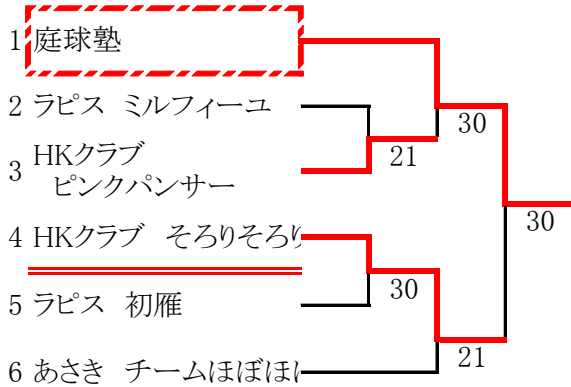 1 庭球塾
2 ラピス ミルフィーユ
3 HKクラブ
ピンクパンサー
4 HKクラブ そろりそろり
5 ラピス 初雁
6 あさき チームほぼほ
30
21
30
30
21